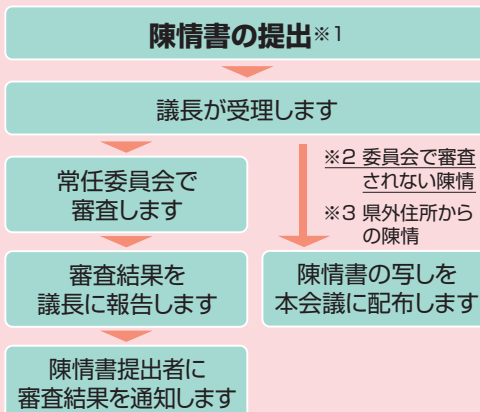 陳情書の提出※1
議長が受理します
常任委員会で
審査します
※2 委員会で審査
されない陳情
※3 県外住所から
の陳情
審査結果を
議長に報告します
陳情書の写しを
本会議に配布します
陳情書提出者に
審査結果を通知します